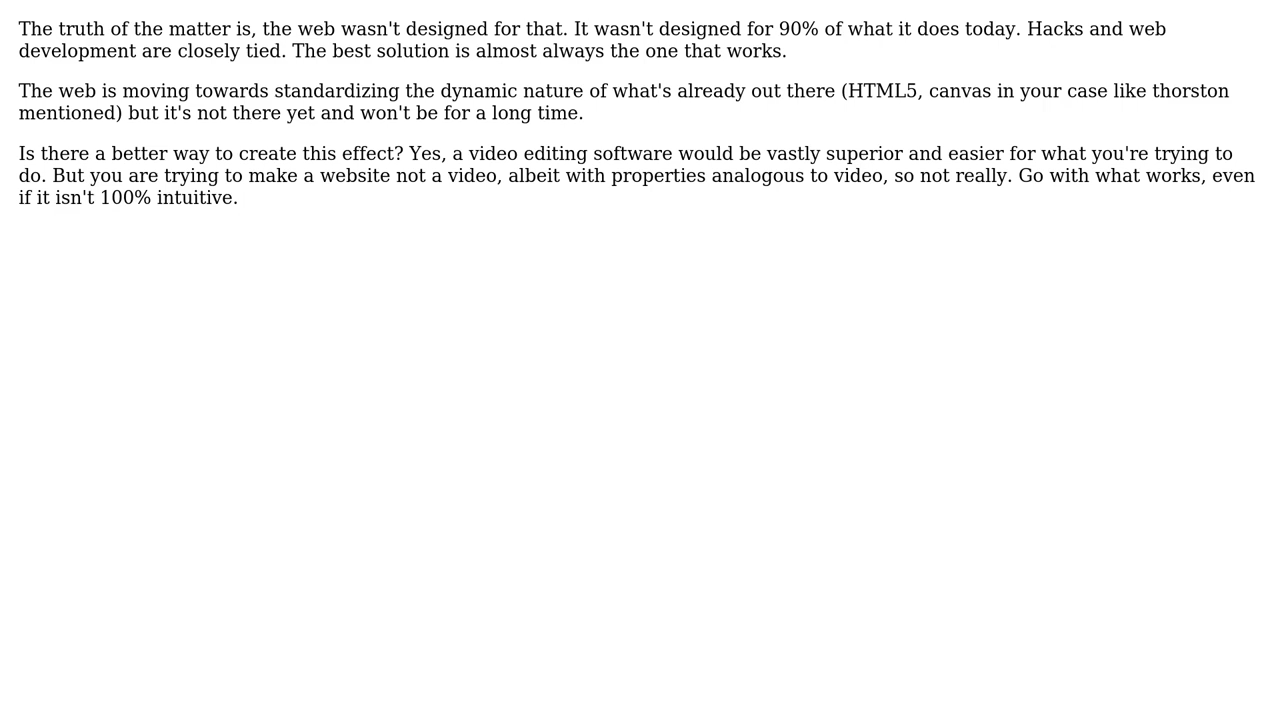 The truth of the matter is, the web wasn't designed for that. It wasn't designed for 90% of what it does today. Hacks and web
development are closely tied. The best solution is almost always the one that works.
The web is moving towards standardizing the dynamic nature of what's already out there (HTML5, canvas in your case like thorston
mentioned) but it's not there yet and won't be for a long time.
Is there a better way to create this effect? Yes, a video editing software would be vastly superior and easier for what you're trying to
do. But you are trying to make a website not a video, albeit with properties analogous to video, so not really. Go with what works, even
if it isn't 100% intuitive.